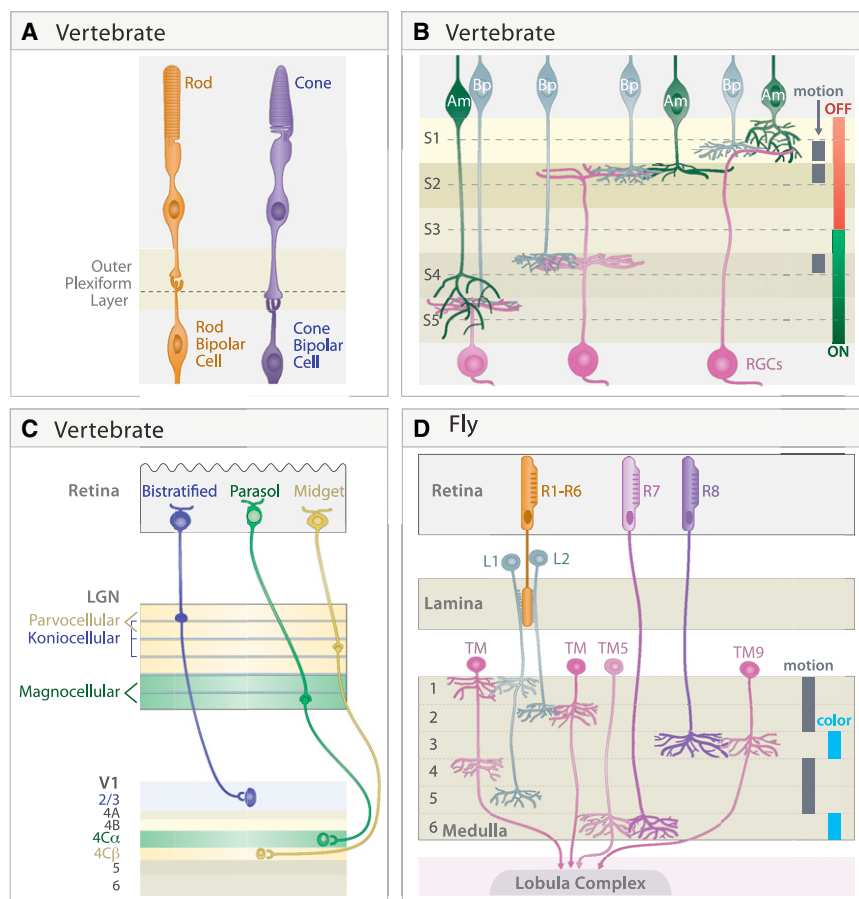 A Vertebrate
Rod
Cone
Outer
Plexiform
Layer
Rod
Bipolar
Cell
Cone
Bipolar
Cell
B Vertebrate
Am
Bp
Bp
Bp
Am
Bp
Am
motion
OFF
S1
S2
S3
S4
S5
ON
RGCs
C Vertebrate
Retina
Bistratified
Parasol
Midget
LGN
Parvocellular
Koniocellular
Magnocellular
V1
2/3
4A
4B
4Cα
4Cβ
5
6
D Fly
Retina
R1-R6
R7
R8
L1
L2
Lamina
TM
TM
TM5
TM9
motion
1
2
color
3
4
5
6 Medulla
Lobula Complex